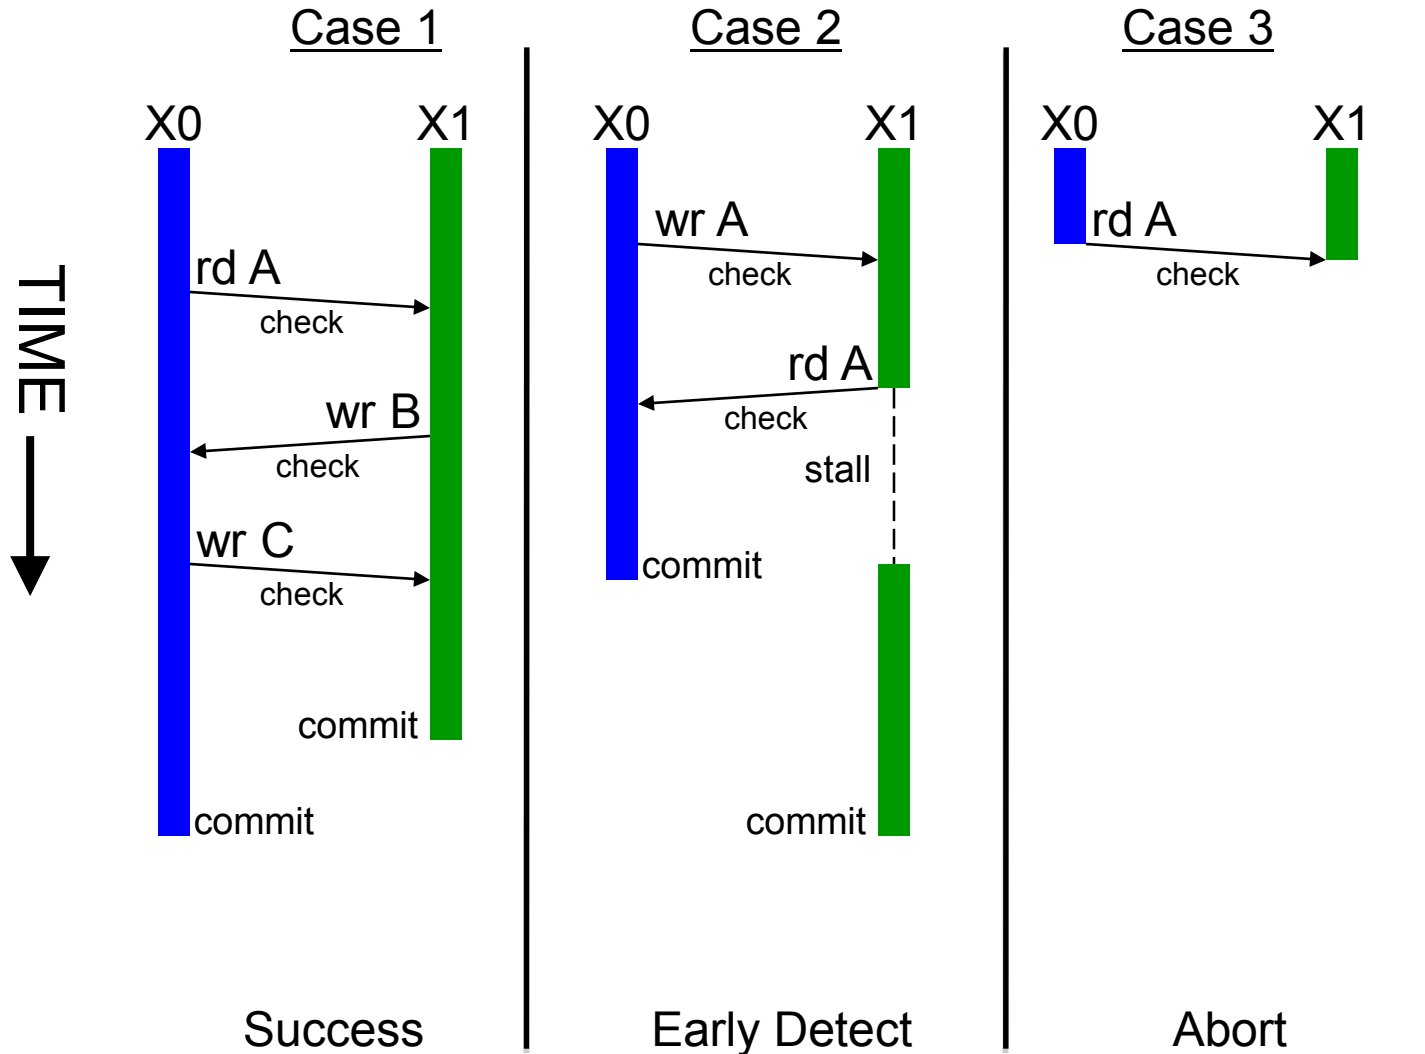 Case 1
Case 2
Case 3
X0
X1
X0
X1
X0
X1
TIME
rd A
check
wr B
check
wr C
check
commit
commit
wr A
check
rd A
check
stall
commit
commit
rd A
check
Success
Early Detect
Abort